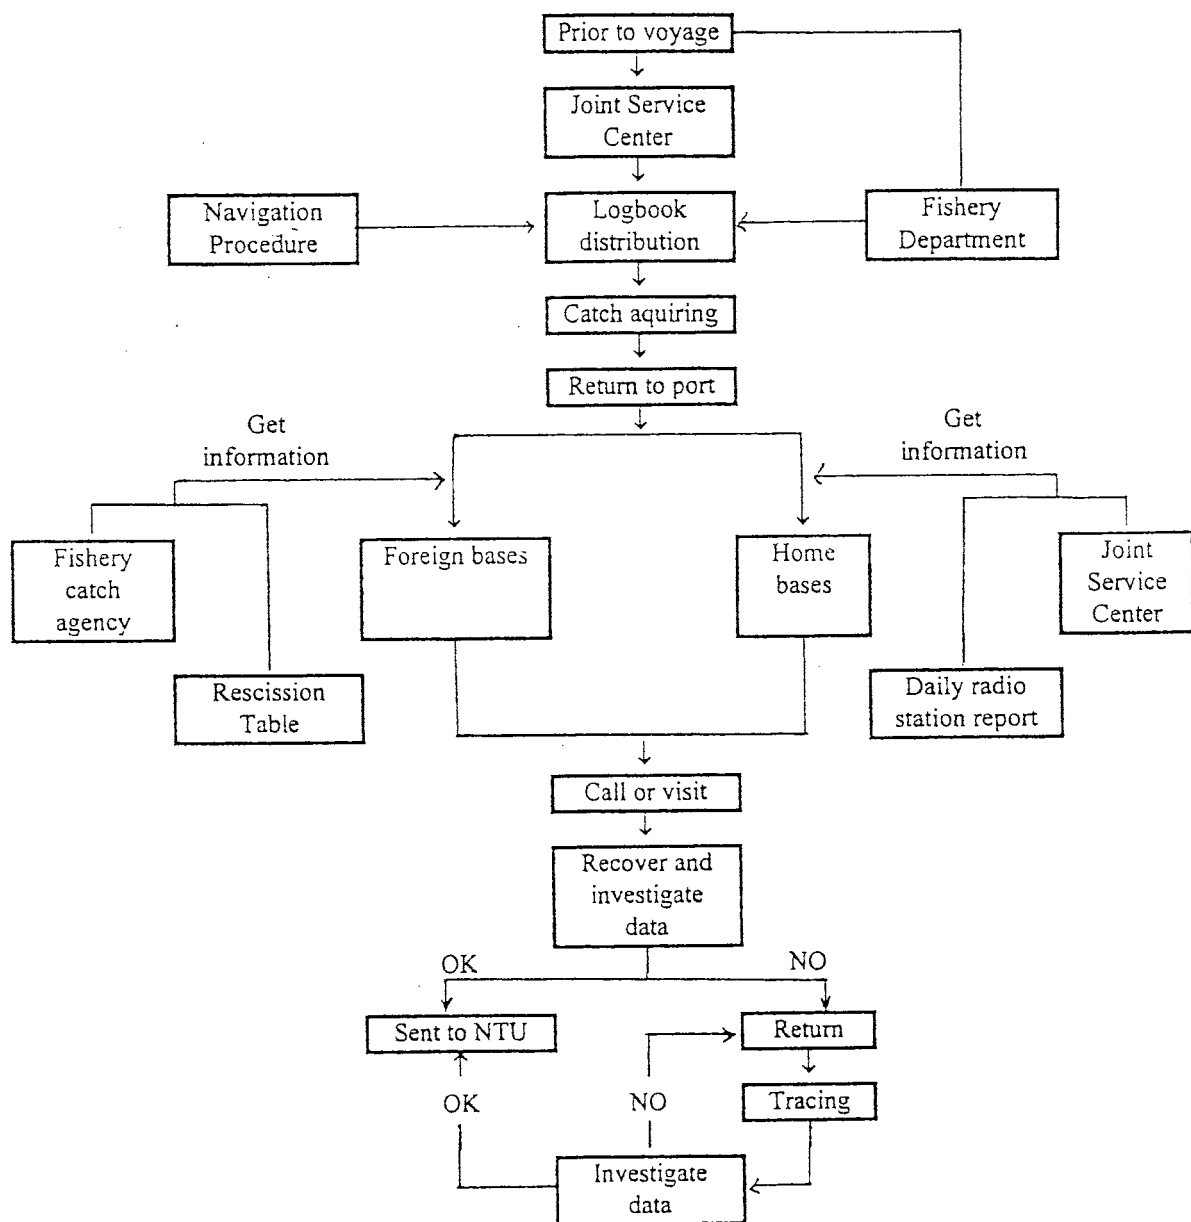 Prior to voyage
Joint Service
Center
Navigation
Procedure
Logbook
distribution
Fishery
Department
Catch aquiring
Return to port
Get
information
Get
information
Fishery
catch
agency
Foreign bases
Home
bases
Joint
Service
Center
Rescission
Table
Daily radio
station report
Call or visit
Recover and
investigate
data
OK
NO
Sent to NTU
Return
OK
NO
Tracing
Investigate
data